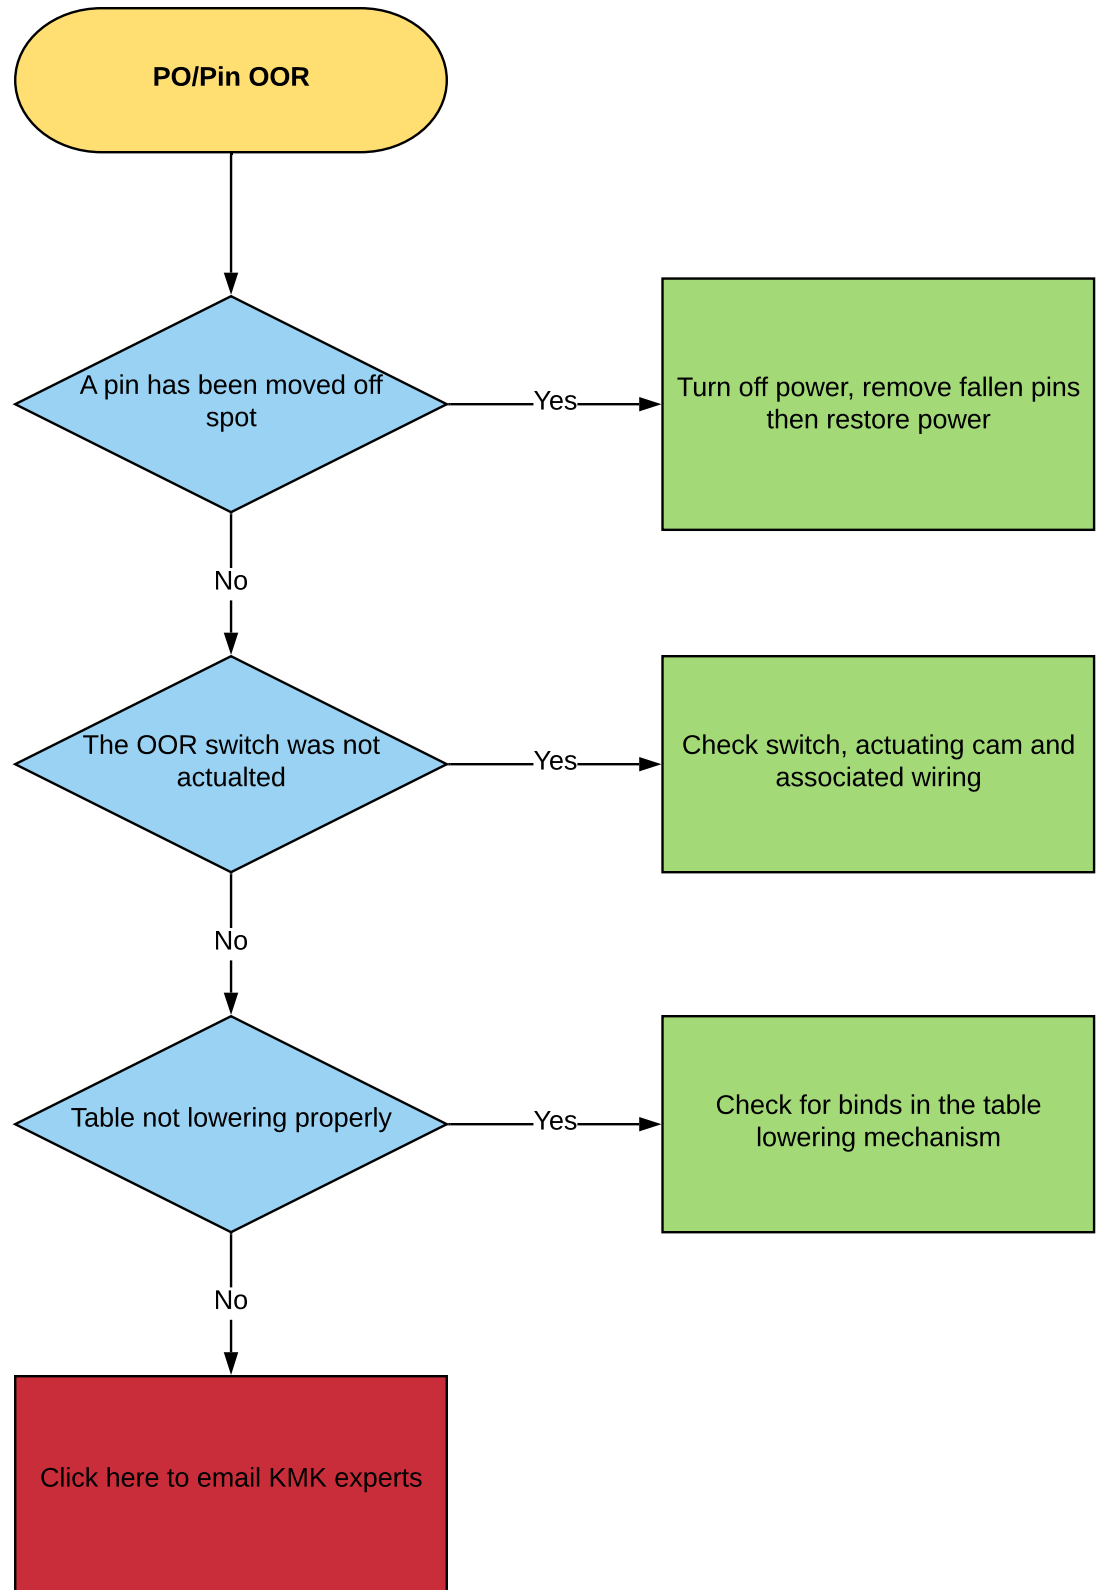 PO/Pin OOR
A pin has been moved off
spot
Yes
Turn off power, remove fallen pins
then restore power
No
The OOR switch was not
actualted
Yes
Check switch, actuating cam and
associated wiring
No
Table not lowering properly
Yes
Check for binds in the table
lowering mechanism
No
Click here to email KMK experts